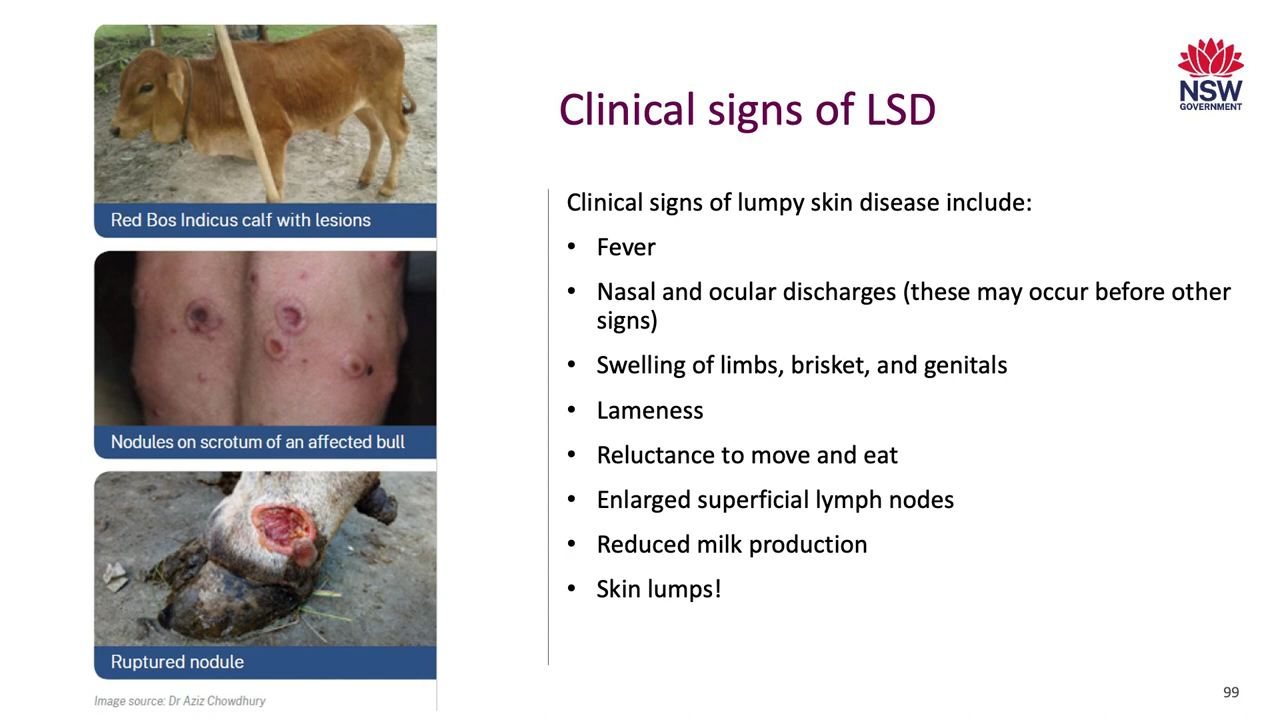 Red Bos Indicus calf with lesions
Nodules on scrotum of an affected bull
Ruptured nodule
Image source: Dr Aziz Chowdhury
Clinical signs of LSD
NSW
GOVERNMENT
Clinical signs of lumpy skin disease include:
• Fever
• Nasal and ocular discharges (these may occur before other
signs)
• Swelling of limbs, brisket, and genitals
• Lameness
• Reluctance to move and eat
• Enlarged superficial lymph nodes
• Reduced milk production
• Skin lumps!
99